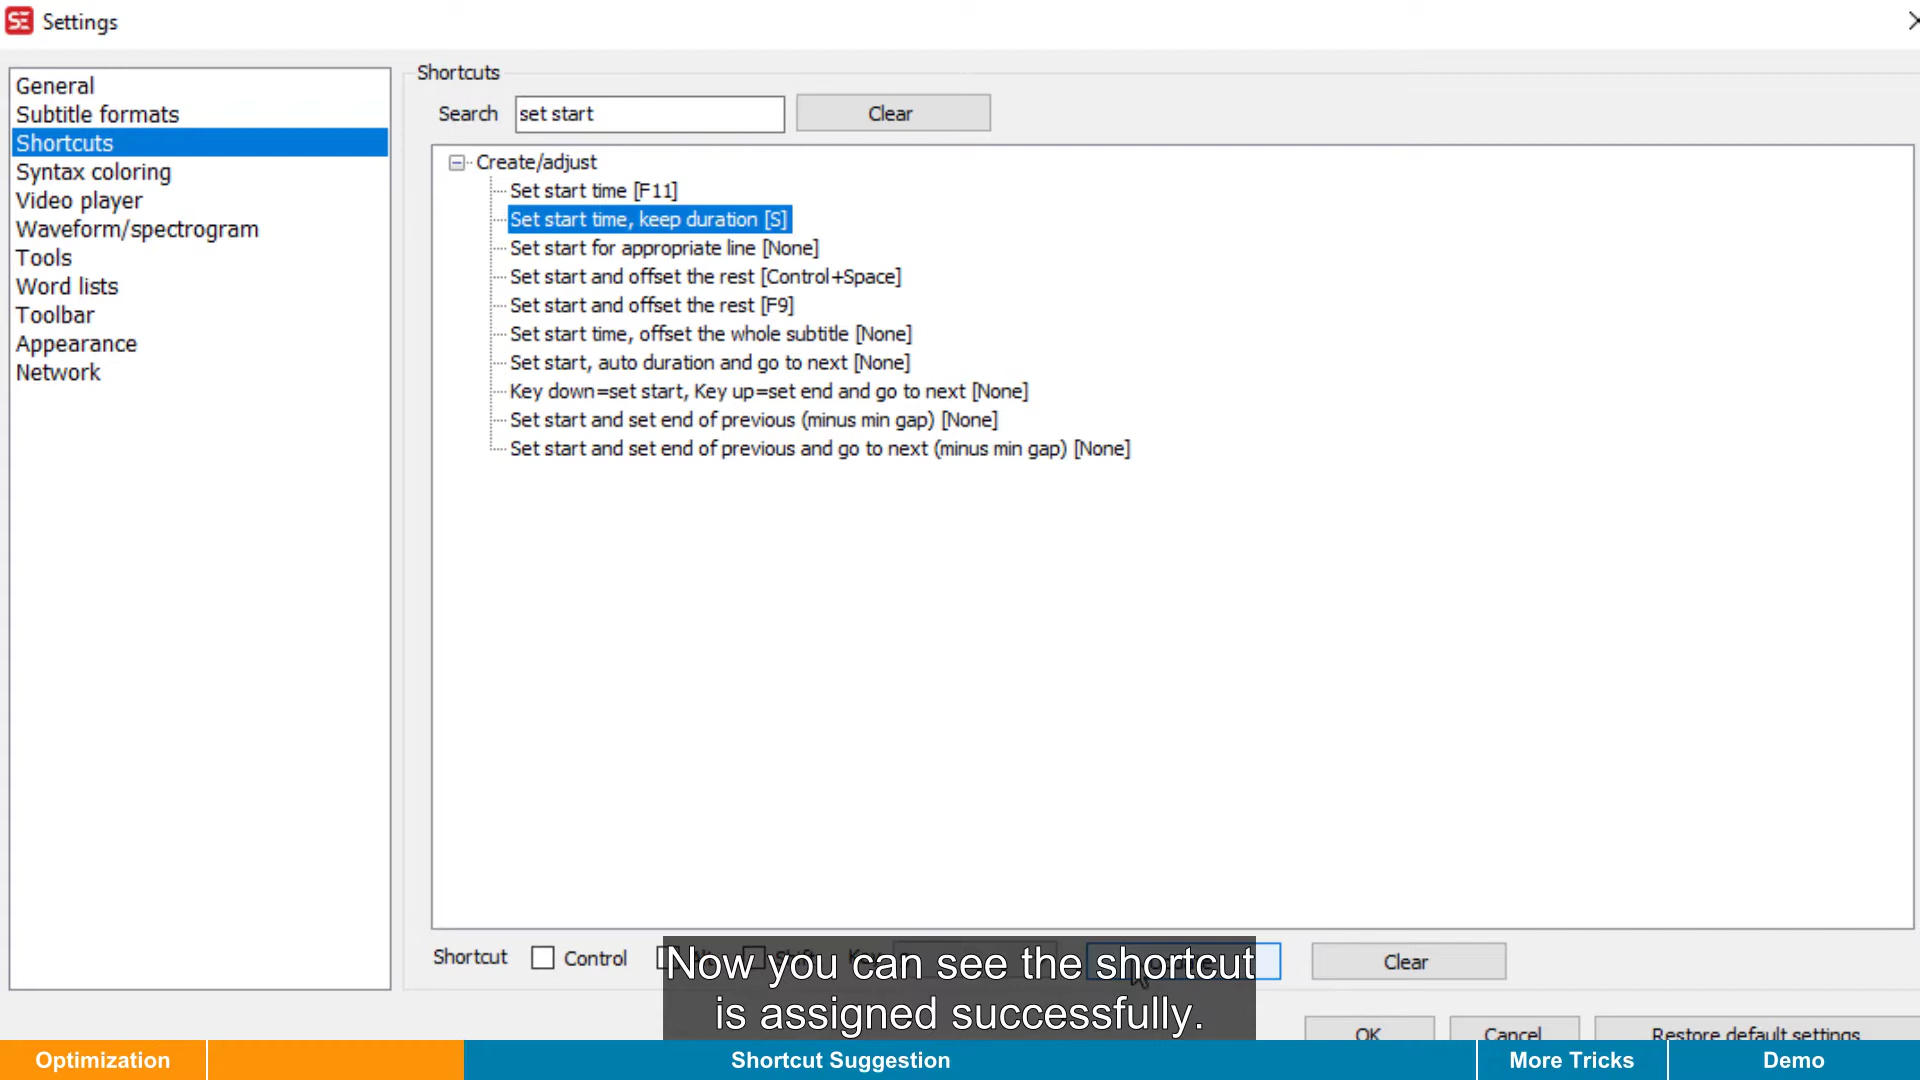 SE Settings
General
Subtitle formats
Shortcuts
Syntax coloring
Video player
Waveform/spectrogram
Tools
Word lists
Toolbar
Appearance
Network
Shortcuts
Search set start Clear
Create/adjust
Set start time [F11]
Set start time, keep duration [S]
Set start for appropriate line [None]
Set start and offset the rest [Control+Space]
Set start and offset the rest [F9]
Set start time, offset the whole subtitle [None]
Set start, auto duration and go to next [None]
Key down=set start, Key up=set end and go to next [None]
Set start and set end of previous (minus min gap) [None]
Set start and set end of previous and go to next (minus min gap) [None]
Shortcut Control Clear
Now you can see the shortcut
is assigned successfully.
OK Cancel Restore default settings
Optimization Shortcut Suggestion More Tricks Demo